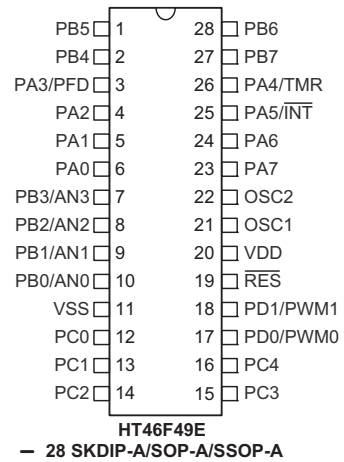 PB5 1 28 PB6
PB4 2 27 PB7
PA3/PFD 3 26 PA4/TMR
PA2 4 25 PA5/INT
PA1 5 24 PA6
PA0 6 23 PA7
PB3/AN3 7 22 OSC2
PB2/AN2 8 21 OSC1
PB1/AN1 9 20 VDD
PB0/AN0 10 19 RES
VSS 11 18 PD1/PWM1
PC0 12 17 PD0/PWM0
PC1 13 16 PC4
PC2 14 15 PC3
HT46F49E
– 28 SKDIP-A/SOP-A/SSOP-A